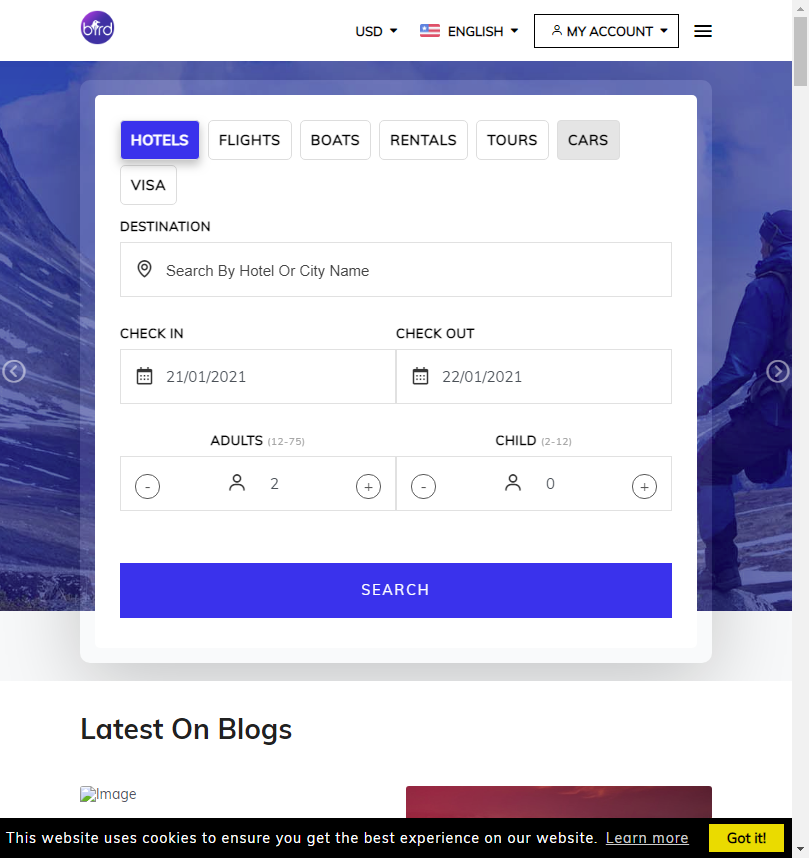 bird
USD
ENGLISH
MY ACCOUNT
HOTELS FLIGHTS BOATS RENTALS TOURS CARS
VISA
DESTINATION
Search By Hotel Or City Name
CHECK IN CHECK OUT
21/01/2021 22/01/2021
ADULTS (12-75) CHILD (2-12)
- 2 + - 0 +
SEARCH
Latest On Blogs
Image
This website uses cookies to ensure you get the best experience on our website. Learn more Got it!